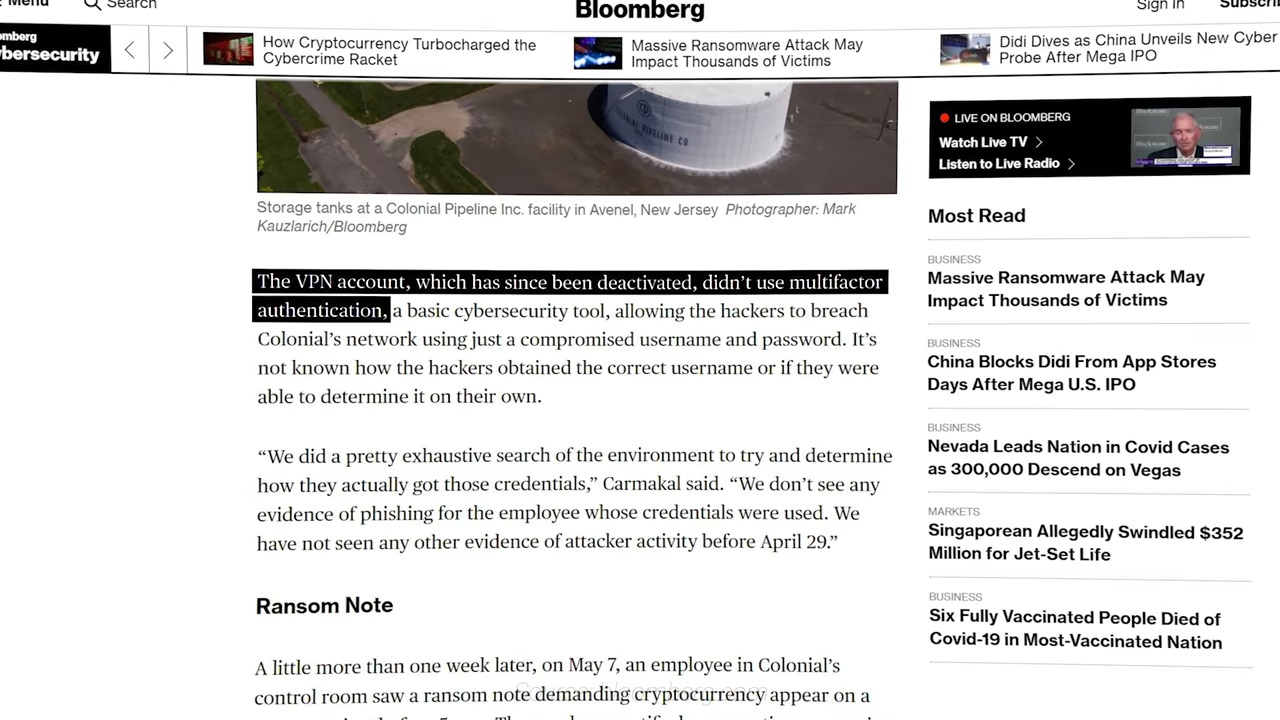 Menu
Search
Bloomberg
Sign In
Cybersecurity
How Cryptocurrency Turbocharged the
Cybercrime Racket
Massive Ransomware Attack May
Impact Thousands of Victims
Didi Dives as China Unveils New Cyber
Probe After Mega IPO
COLONIAL PIPELINE CO
Storage tanks at a Colonial Pipeline Inc. facility in Avenel, New Jersey Photographer: Mark
Kauzlarich/Bloomberg
The VPN account, which has since been deactivated, didn't use multifactor
authentication, a basic cybersecurity tool, allowing the hackers to breach
Colonial's network using just a compromised username and password. It's
not known how the hackers obtained the correct username or if they were
able to determine it on their own.
“We did a pretty exhaustive search of the environment to try and determine
how they actually got those credentials,” Carmakal said. “We don't see any
evidence of phishing for the employee whose credentials were used. We
have not seen any other evidence of attacker activity before April 29.”
Ransom Note
A little more than one week later, on May 7, an employee in Colonial's
control room saw a ransom note demanding cryptocurrency appear on a
LIVE ON BLOOMBERG
Watch Live TV
Listen to Live Radio
Most Read
BUSINESS
Massive Ransomware Attack May
Impact Thousands of Victims
BUSINESS
China Blocks Didi From App Stores
Days After Mega U.S. IPO
BUSINESS
Nevada Leads Nation in Covid Cases
as 300,000 Descend on Vegas
MARKETS
Singaporean Allegedly Swindled $352
Million for Jet-Set Life
BUSINESS
Six Fully Vaccinated People Died of
Covid-19 in Most-Vaccinated Nation